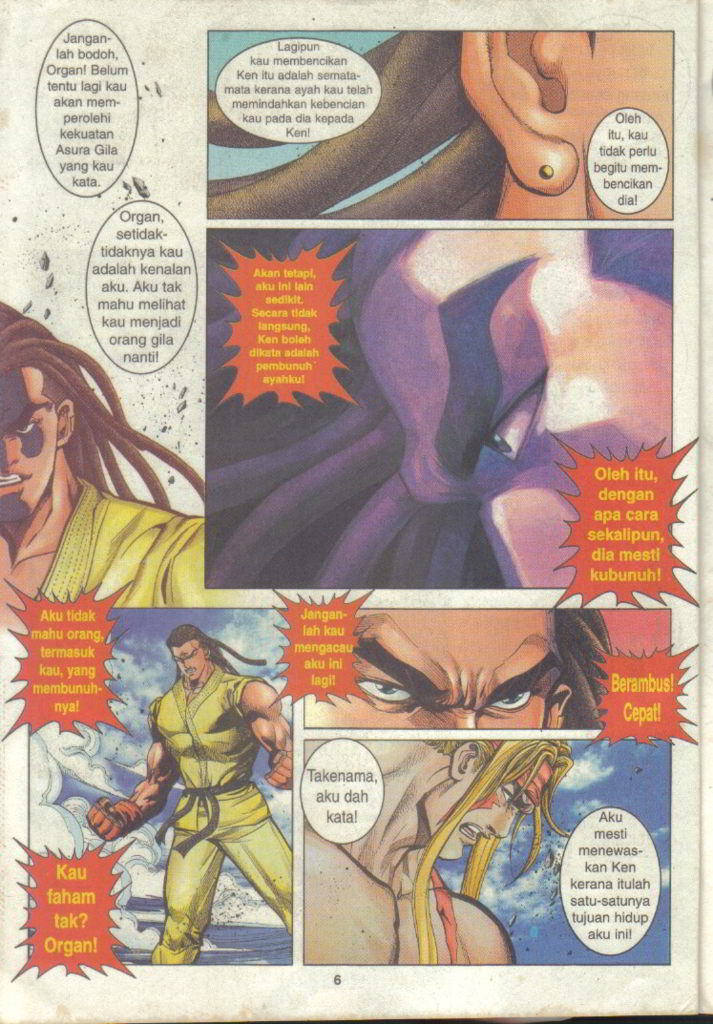 Jangan-
lah bodoh,
Organ! Belum
tentu lagi kau
akan mem-
perolehi
kekuatan
Asura Gila
yang kau
kata.
Organ,
setidak-
tidaknya kau
adalah kenalan
aku. Aku tak
mahu melihat
kau menjadi
orang gila
nanti!
Lagipun
kau membencikan
Ken itu adalah semata-
mata kerana ayah kau telah
memindahkan kebencian
kau pada dia kepada
Ken!
Oleh
itu, kau
tidak perlu
begitu mem-
bencikan
dia!
Akan tetapi,
aku ini lain
sedikit.
Secara tidak
langsung,
Ken boleh
dikata adalah
pembunuh
ayahku!
Oleh itu,
dengan
apa cara
sekalipun,
dia mesti
kubunuh!
Aku tidak
mahu orang,
termasuk
kau, yang
membunuh-
nya!
Kau
faham
tak?
Organ!
Jangan-
lah kau
mengacau
aku ini
lagi!
Berambus!
Cepat!
Takenama,
aku dah
kata!
Aku
mesti
menewas-
kan Ken
kerana itulah
satu-satunya
tujuan hidup
aku ini!
6